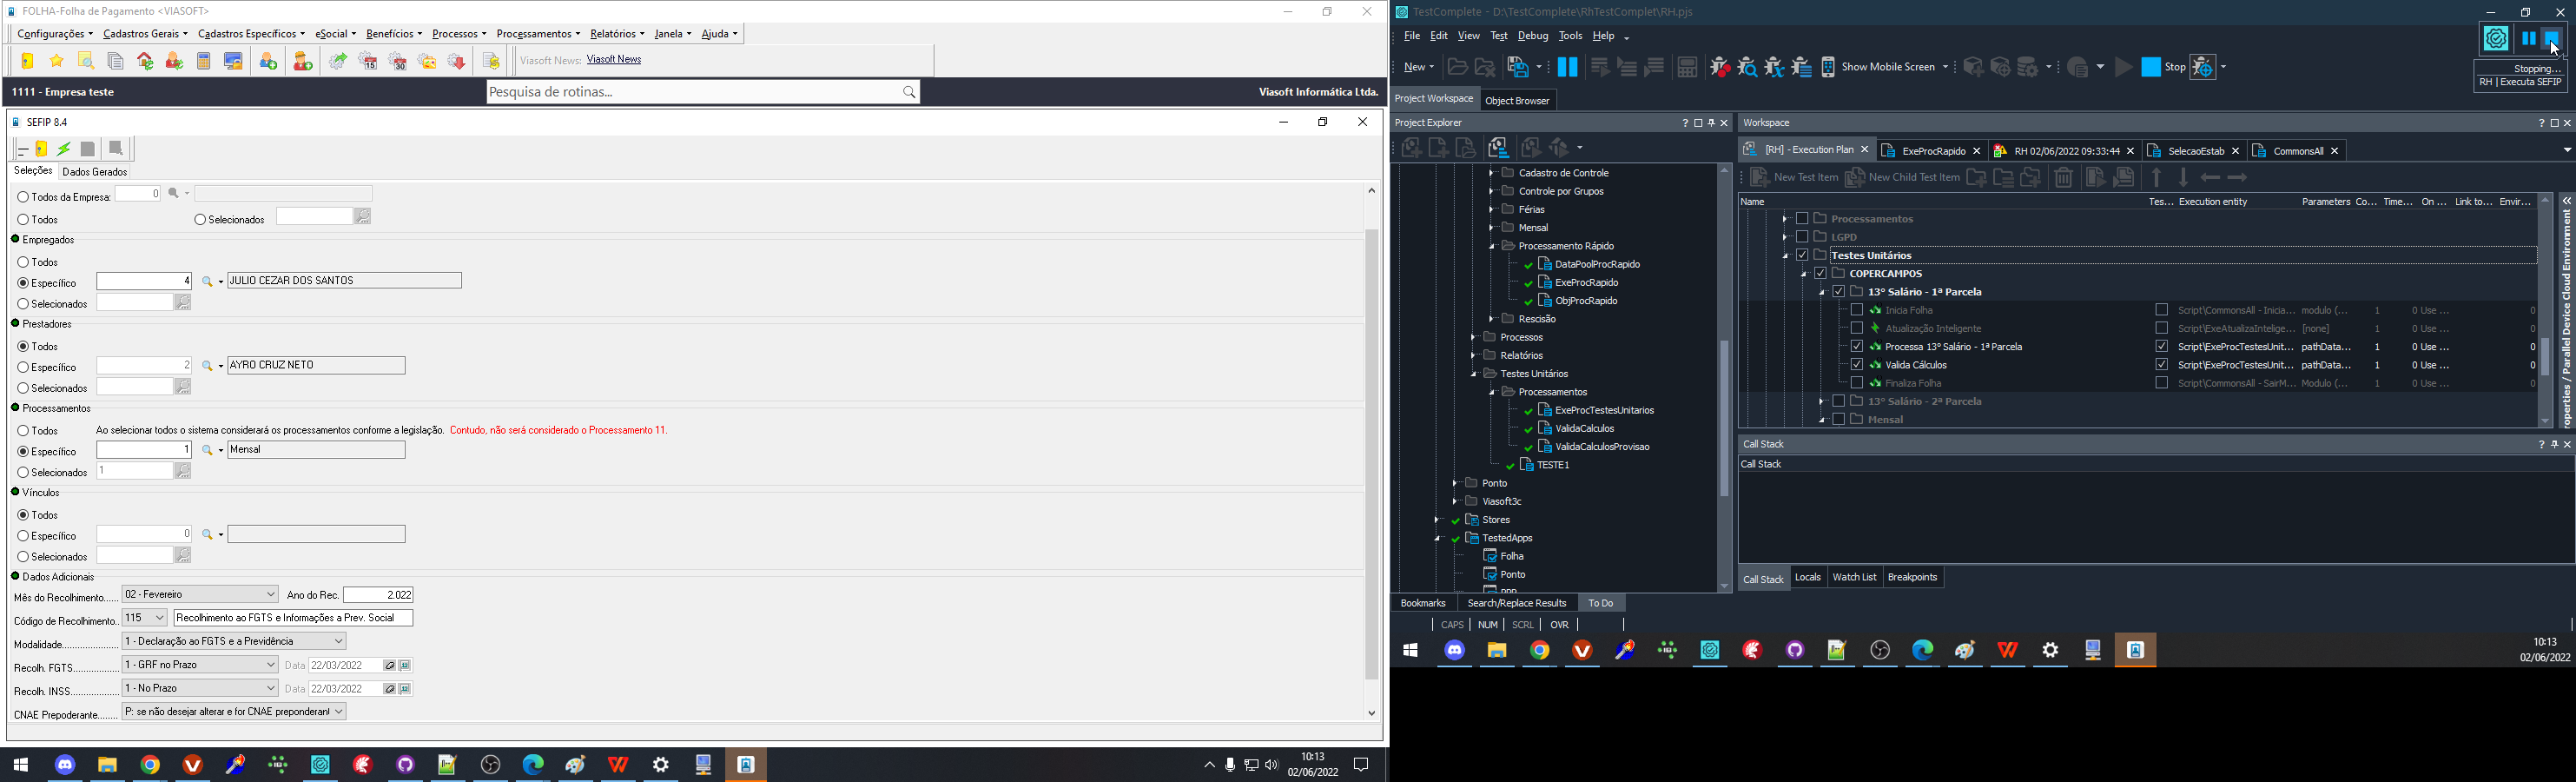 FOLHA-Folha de Pagamento <VIASOFT>
Configurações Cadastros Gerais Cadastros Específicos eSocial Benefícios Processos Processamentos Relatórios Janela Ajuda
15 30
Viasoft News: Viasoft News
1111 - Empresa teste
Pesquisa de rotinas...
Viasoft Informática Ltda.
SEFIP 8.4
Seleções Dados Gerados
Todos da Empresa: 0
Todos Selecionados
Empregados
Todos
Específico 4 JULIO CEZAR DOS SANTOS
Selecionados
Prestadores
Todos
Específico 2 AYRO CRUZ NETO
Selecionados
Processamentos
Todos Ao selecionar todos o sistema considerará os processamentos conforme a legislação. Contudo, não será considerado o Processamento 11.
Específico 1 Mensal
Selecionados 1
Vínculos
Todos
Específico 0
Selecionados
Dados Adicionais
Mês do Recolhimento...... 02 - Fevereiro Ano do Rec. 2.022
Código de Recolhimento.. 115 Recolhimento ao FGTS e Informações a Prev. Social
Modalidade..................... 1 - Declaração ao FGTS e a Previdência
Recolh. FGTS................. 1 - GRF no Prazo Data 22/03/2022
Recolh. INSS.................. 1 - No Prazo Data 22/03/2022
CNAE Prepoderante........ P: se não desejar alterar e for CNAE preponderant
10:13
02/06/2022
TestComplete - D:\TestComplete\RhTestComplet\RH.pjs
File Edit View Test Debug Tools Help
New Show Mobile Screen Stop
Stopping...
RH | Executa SEFIP
Project Workspace Object Browser
Project Explorer
Cadastro de Controle
Controle por Grupos
Férias
Mensal
Processamento Rápido
DataPoolProcRapido
ExeProcRapido
ObjProcRapido
Rescisão
Processos
Relatórios
Testes Unitários
Processamentos
ExeProcTestesUnitarios
ValidaCalculos
ValidaCalculosProvisao
TESTE1
Ponto
Viasoft3c
Stores
TestedApps
Folha
Ponto
PPP
Workspace
[RH] - Execution Plan ExeProcRapido RH 02/06/2022 09:33:44 SelecaoEstab CommonsAll
New Test Item New Child Test Item
Name Tes... Execution entity Parameters Co... Time... On ... Link to... Envir...
Processamentos
LGPD
Testes Unitários
COPERCAMPOS
13º Salário - 1ª Parcela
Inicia Folha Script\CommonsAll - Inicia... modulo (... 1 0 Use ... 0
Atualização Inteligente Script\ExeAtualizaIntelige... [none] 1 0 Use ... 0
Processa 13º Salário - 1ª Parcela Script\ExeProcTestesUnit... pathData... 1 0 Use ... 0
Valida Cálculos Script\ExeProcTestesUnit... pathData... 1 0 Use ... 0
Finaliza Folha Script\CommonsAll - SairM... Modulo (... 1 0 Use ... 0
13º Salário - 2ª Parcela
Mensal
roperties / Parallel Device Cloud Environment
Call Stack
Call Stack
Call Stack Locals Watch List Breakpoints
Bookmarks Search/Replace Results To Do
CAPS NUM SCRL OVR
10:13
02/06/2022